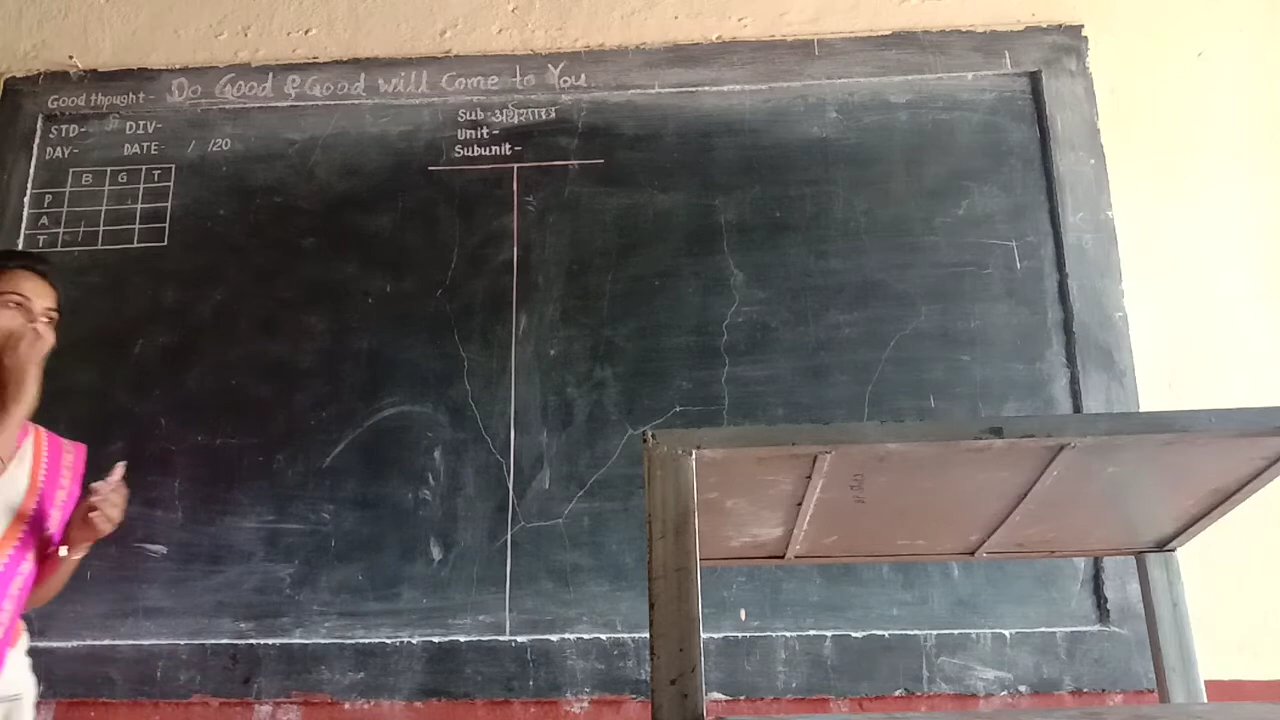 Good thought- Do Good & Good will Come to You.
STD- DIV-
DAY- DATE- / /20
B G T
P
A
T
Sub-अर्थशास्त्र
Unit-
Subunit-